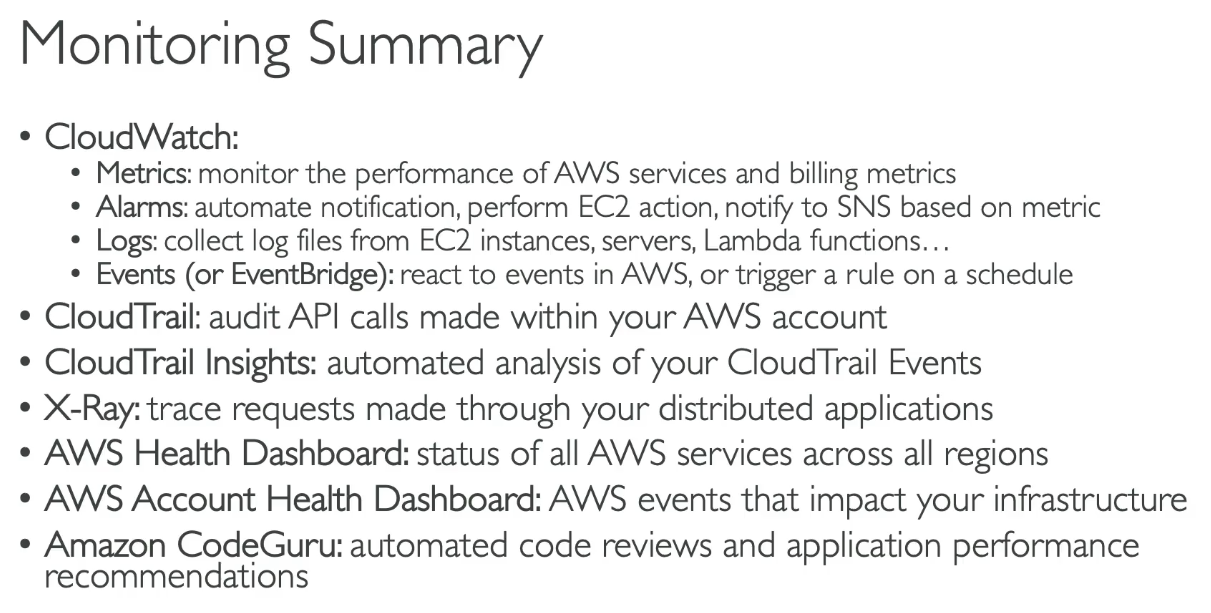 Monitoring Summary
• CloudWatch:
• Metrics: monitor the performance of AWS services and billing metrics
• Alarms: automate notification, perform EC2 action, notify to SNS based on metric
• Logs: collect log files from EC2 instances, servers, Lambda functions…
• Events (or EventBridge): react to events in AWS, or trigger a rule on a schedule
• CloudTrail: audit API calls made within your AWS account
• CloudTrail Insights: automated analysis of your CloudTrail Events
• X-Ray: trace requests made through your distributed applications
• AWS Health Dashboard: status of all AWS services across all regions
• AWS Account Health Dashboard: AWS events that impact your infrastructure
• Amazon CodeGuru: automated code reviews and application performance
recommendations